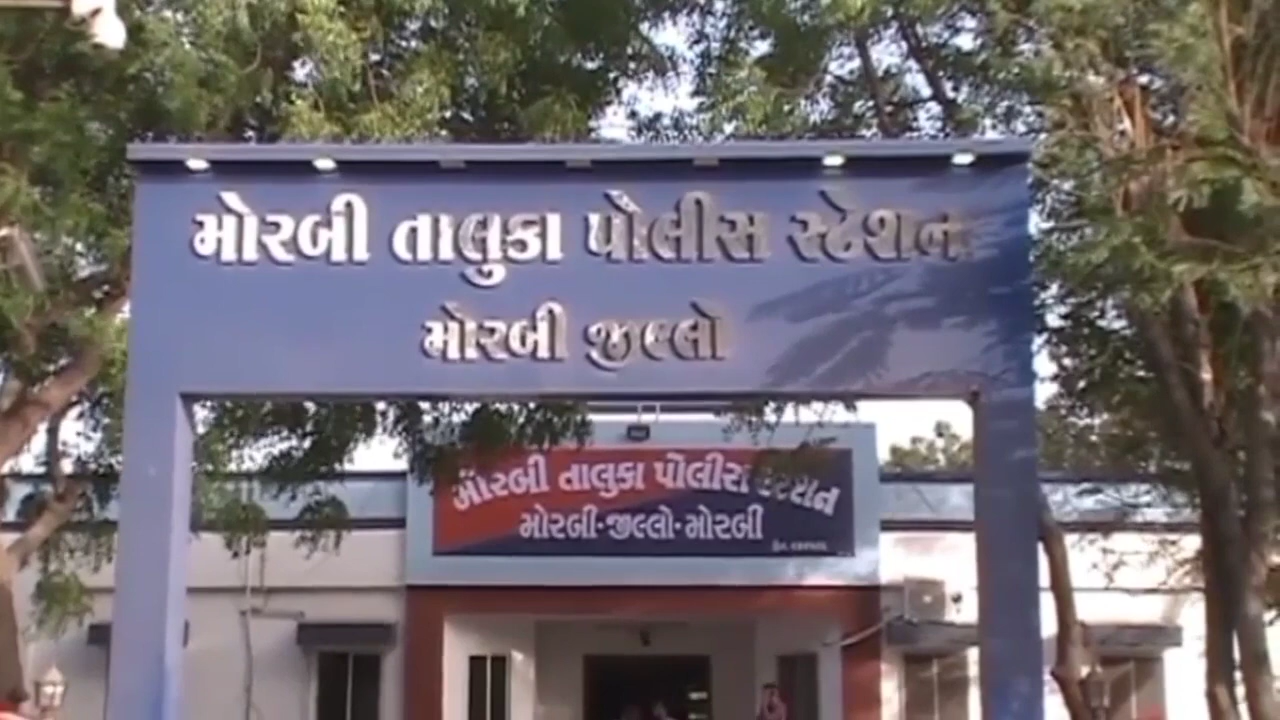 મોરબી તાલુકા પોલીસ સ્ટેશન
મોરબી જીલ્લો
મોરબી તાલુકા પોલીસ સ્ટેશન
મોરબી-જીલ્લો-મોરબી